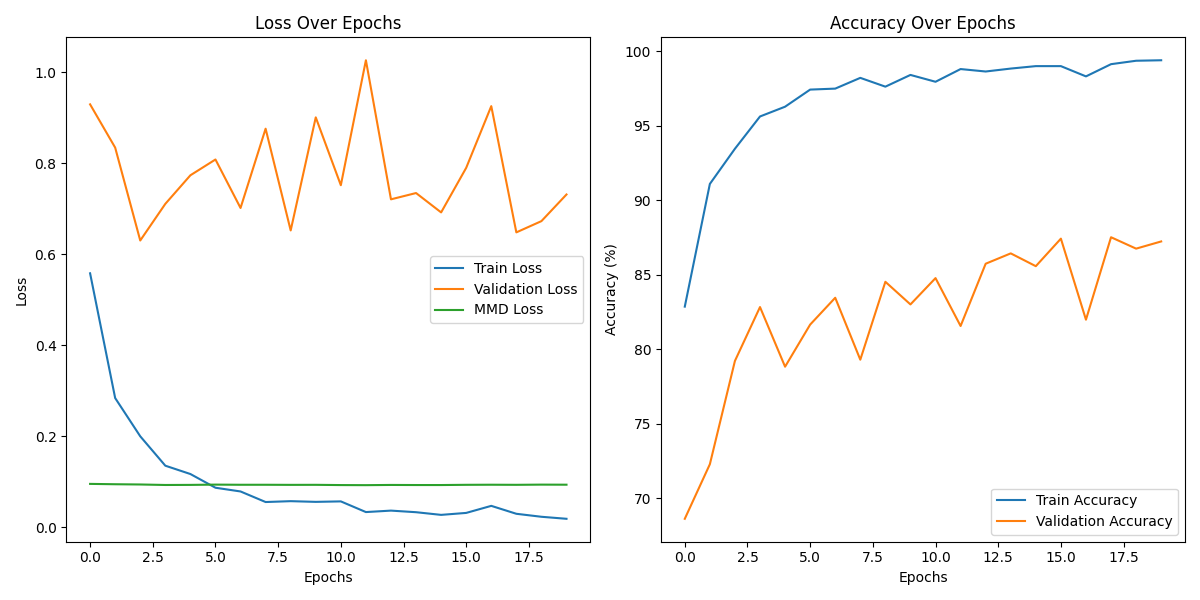 Loss Over Epochs
1.0
0.8
0.6
0.4
0.2
0.0
Loss
Train Loss
Validation Loss
MMD Loss
0.0 2.5 5.0 7.5 10.0 12.5 15.0 17.5
Epochs
Accuracy Over Epochs
100
95
90
85
80
75
70
Accuracy (%)
Train Accuracy
Validation Accuracy
0.0 2.5 5.0 7.5 10.0 12.5 15.0 17.5
Epochs